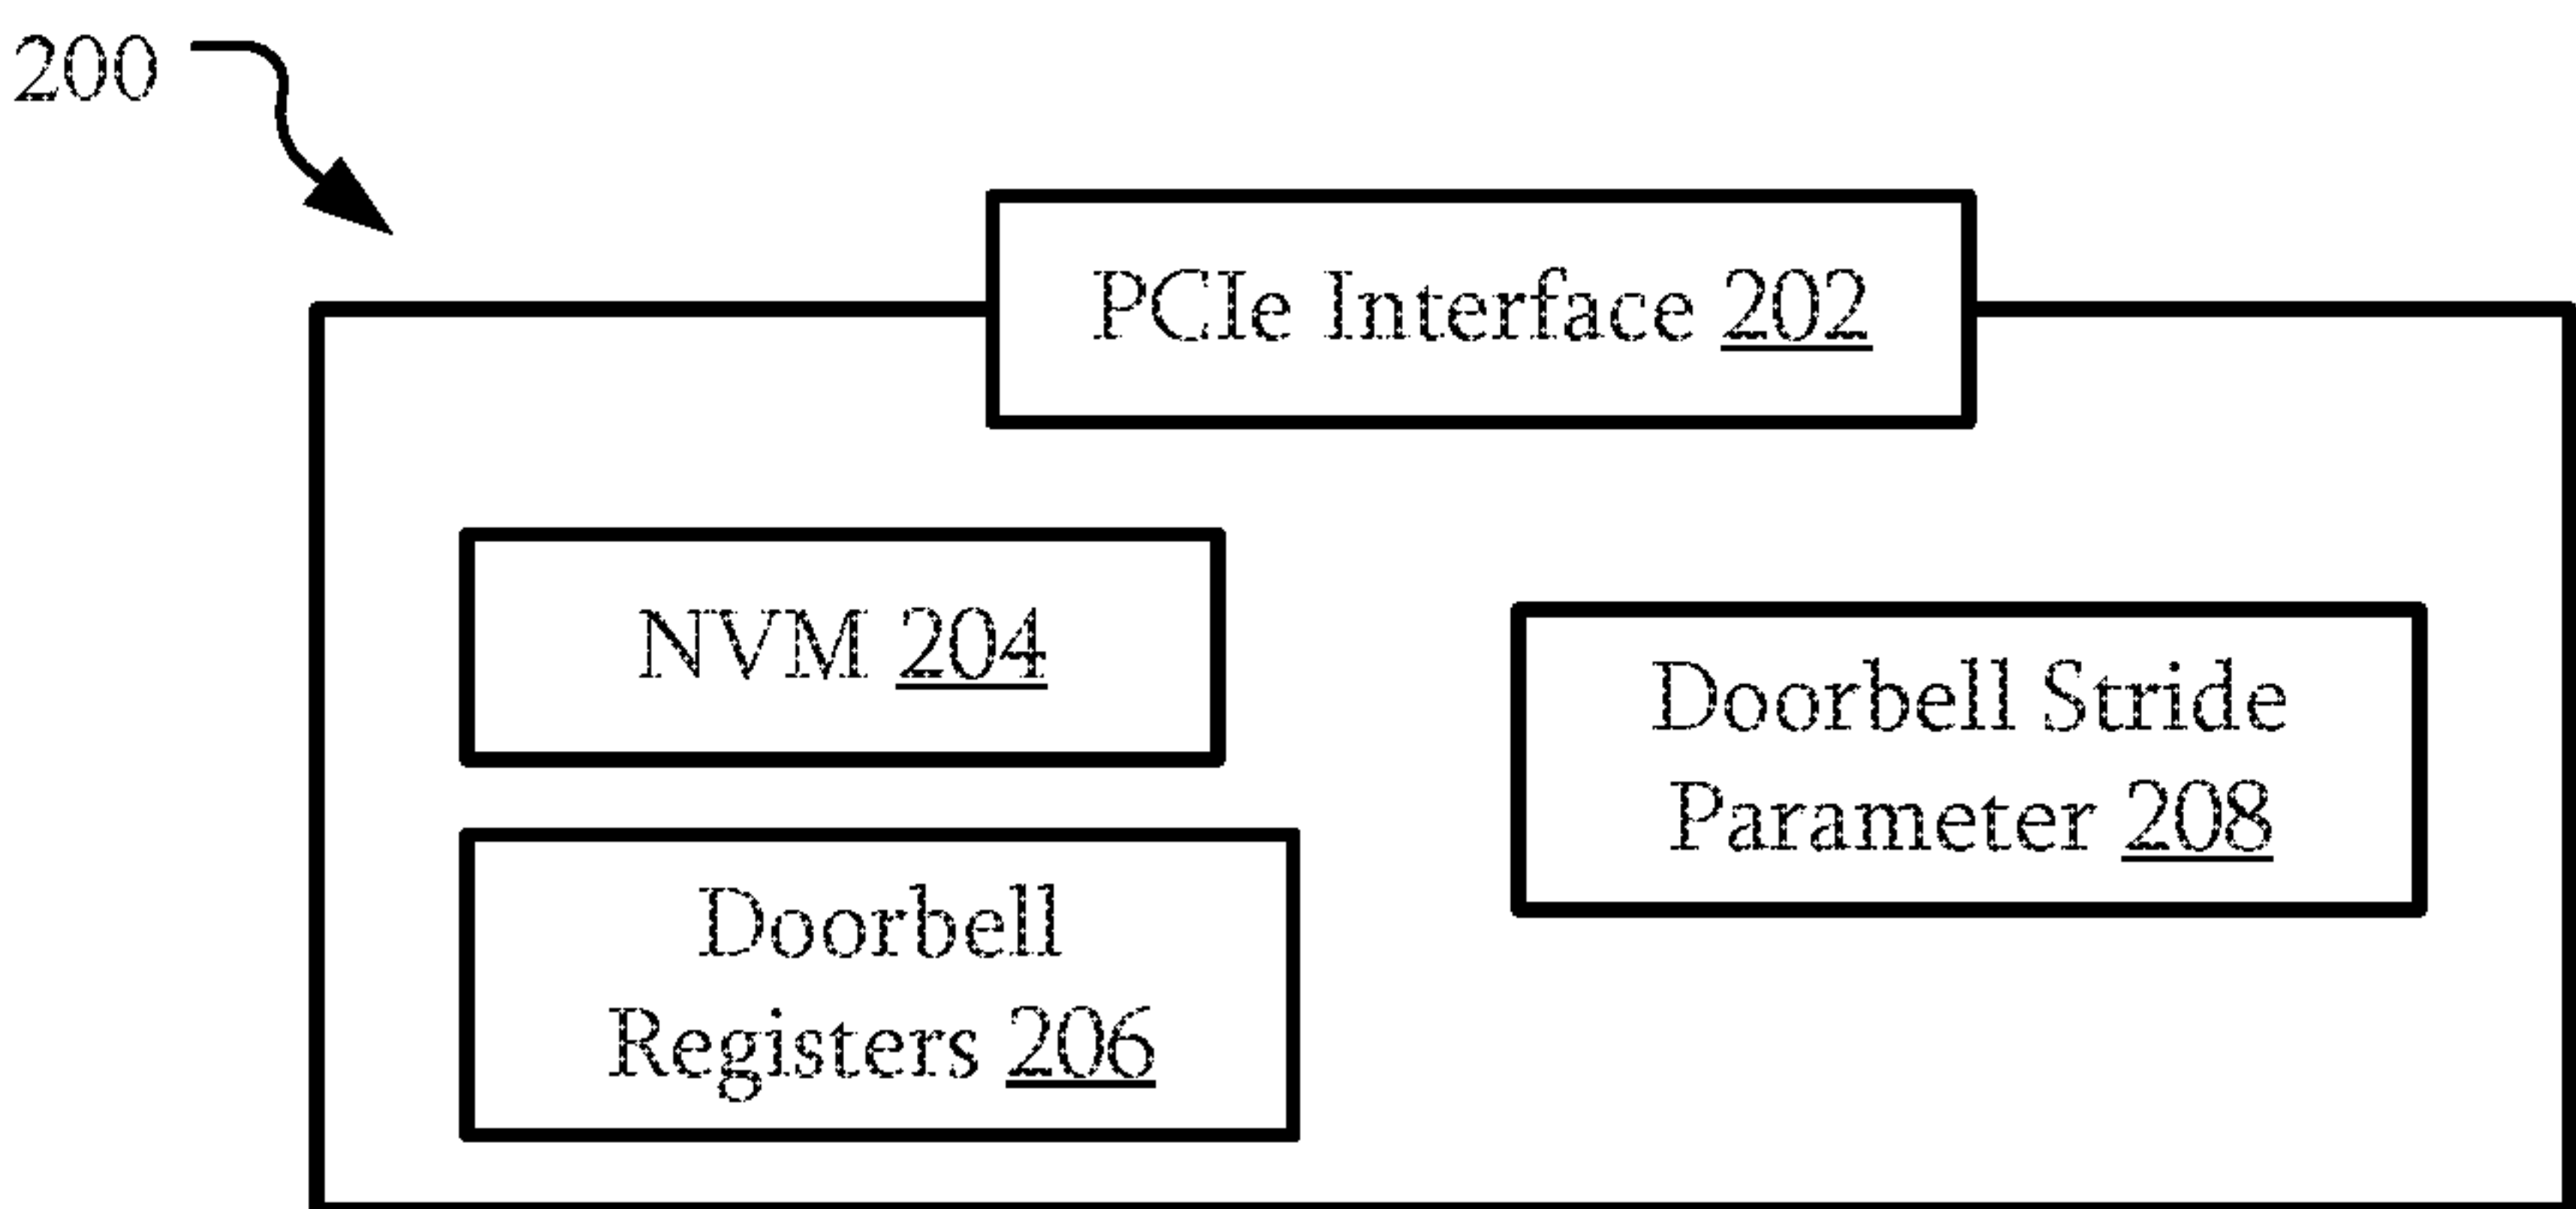 200
PCIe Interface 202
NVM 204
Doorbell Stride
Parameter 208
Doorbell
Registers 206